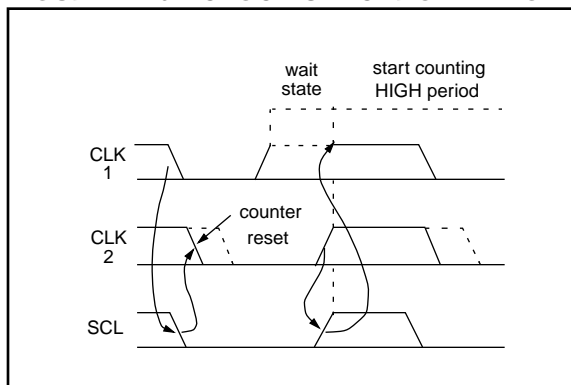 wait
state
start counting
HIGH period
CLK
1
counter
reset
CLK
2
SCL